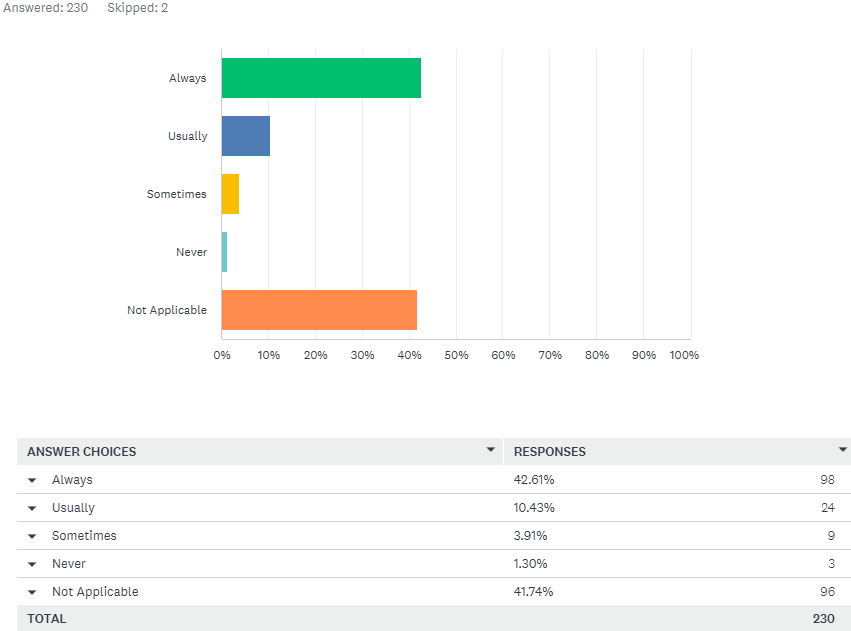 Answered: 230 Skipped: 2
Always
Usually
Sometimes
Never
Not Applicable
0% 10% 20% 30% 40% 50% 60% 70% 80% 90% 100%
ANSWER CHOICES RESPONSES
Always 42.61% 98
Usually 10.43% 24
Sometimes 3.91% 9
Never 1.30% 3
Not Applicable 41.74% 96
TOTAL 230